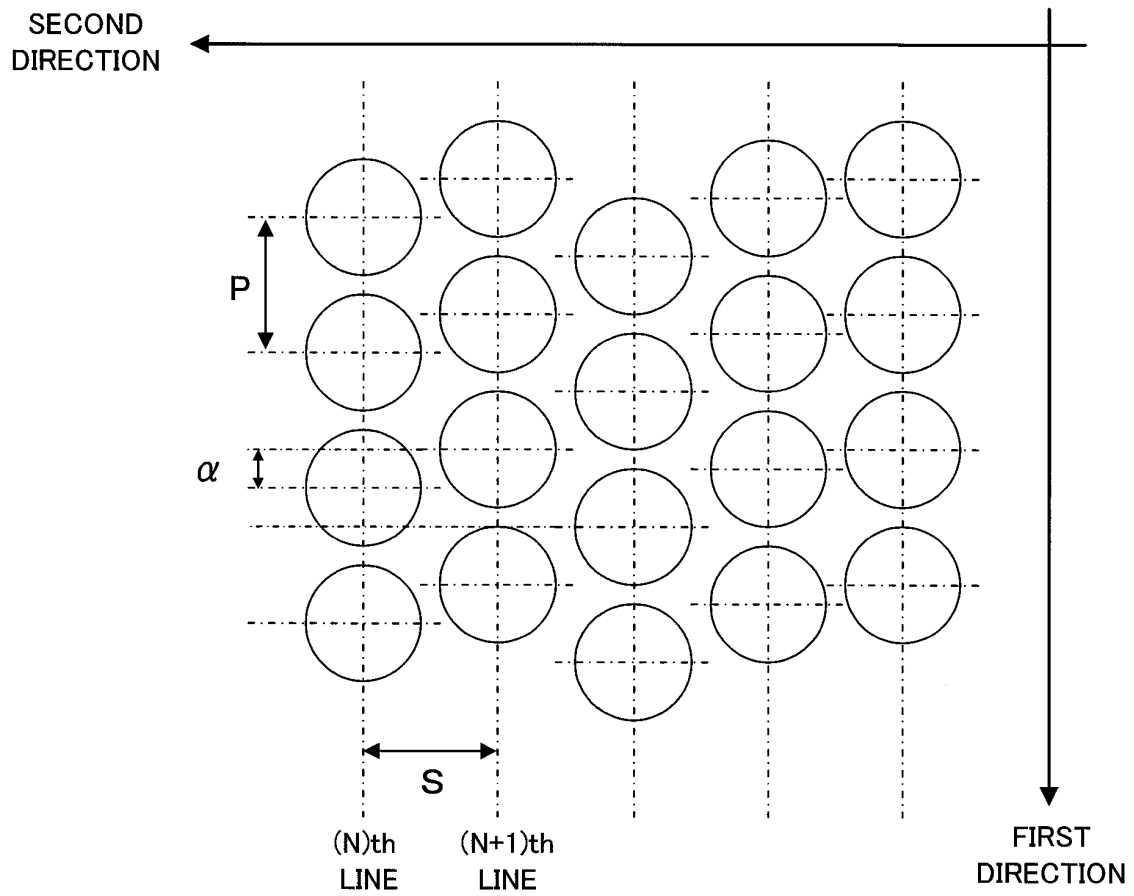 SECOND
DIRECTION
P
α
S
(N)th
LINE
(N+1)th
LINE
FIRST
DIRECTION